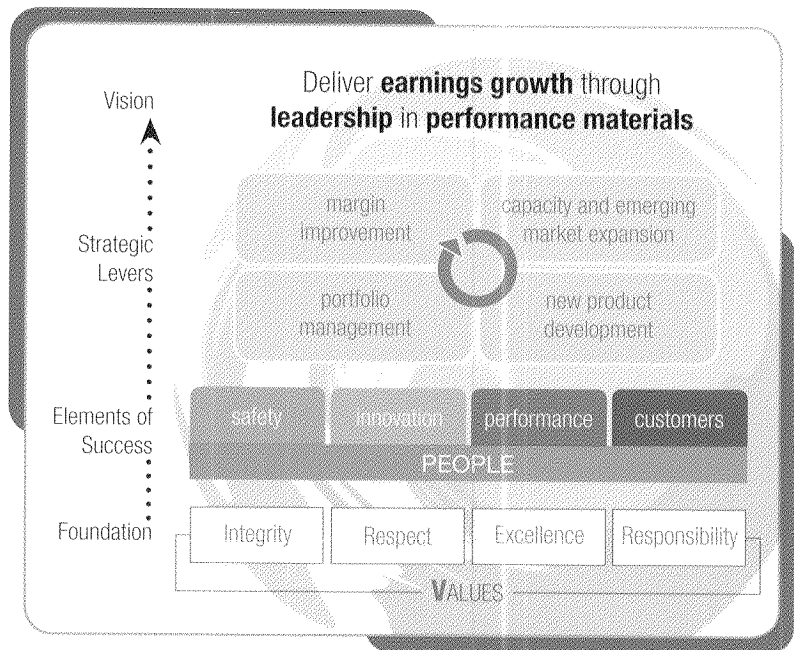 Vision
Deliver earnings growth through
leadership in performance materials
Strategic
Levers
margin
improvement
capacity and emerging
market expansion
portfolio
management
new product
development
Elements of
Success
safety
innovation
performance
customers
PEOPLE
Foundation
Integrity
Respect
Excellence
Responsibility
VALUES